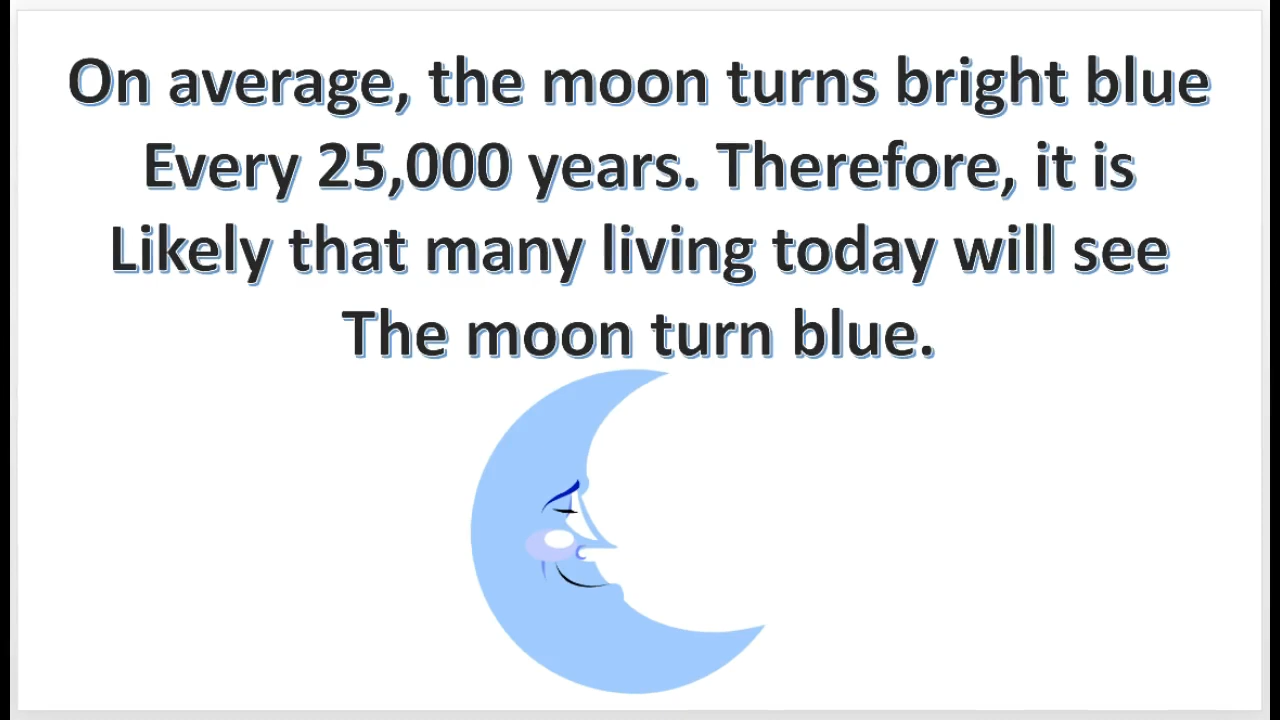 On average, the moon turns bright blue
Every 25,000 years. Therefore, it is
Likely that many living today will see
The moon turn blue.